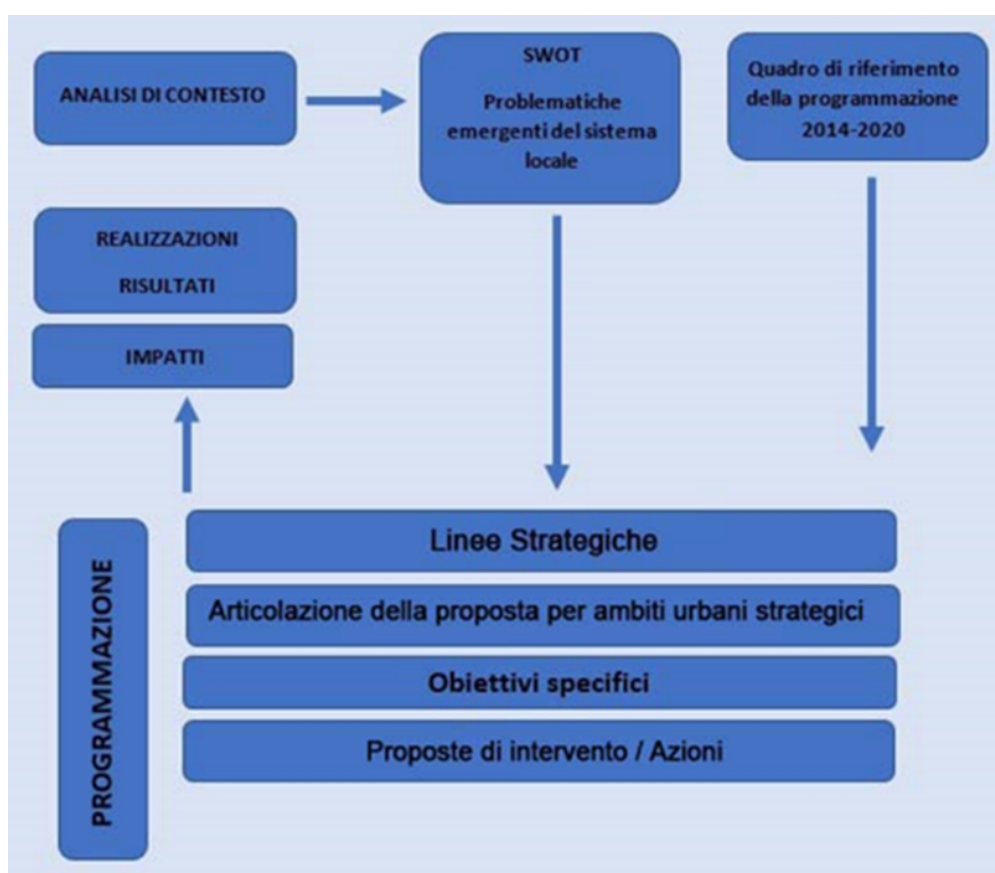 ANALISI DI CONTESTO
SWOT
Problematiche
emergenti del sistema
locale
Quadro di riferimento
della programmazione
2014-2020
REALIZZAZIONI
RISULTATI
IMPATTI
PROGRAMMAZIONE
Linee Strategiche
Articolazione della proposta per ambiti urbani strategici
Obiettivi specifici
Proposte di intervento / Azioni